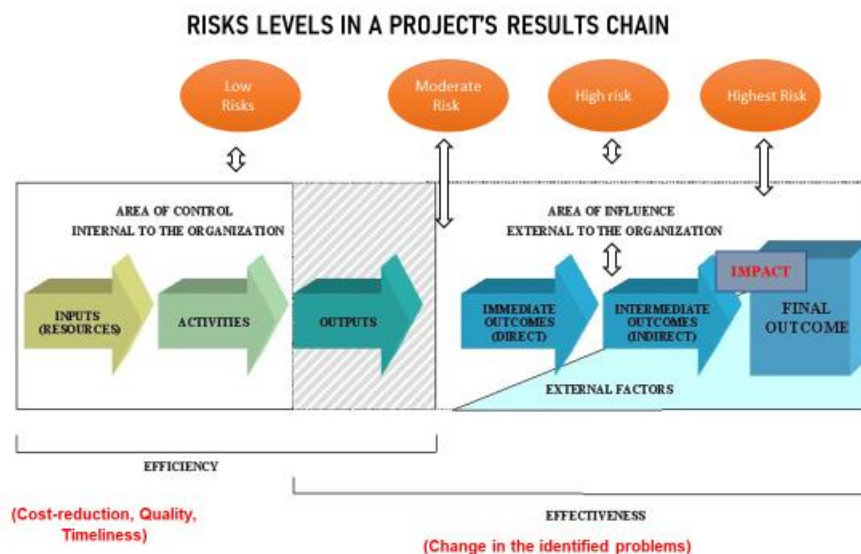 RISKS LEVELS IN A PROJECT'S RESULTS CHAIN
Low
Risks
Moderate
Risk
High risk
Highest Risk
AREA OF CONTROL
INTERNAL TO THE ORGANIZATION
AREA OF INFLUENCE
EXTERNAL TO THE ORGANIZATION
INPUTS
(RESOURCES)
ACTIVITIES
OUTPUTS
IMMEDIATE
OUTCOMES
(DIRECT)
INTERMEDIATE
OUTCOMES
(INDIRECT)
IMPACT
FINAL
OUTCOME
EXTERNAL FACTORS
EFFICIENCY
(Cost-reduction, Quality,
Timeliness)
EFFECTIVENESS
(Change in the identified problems)